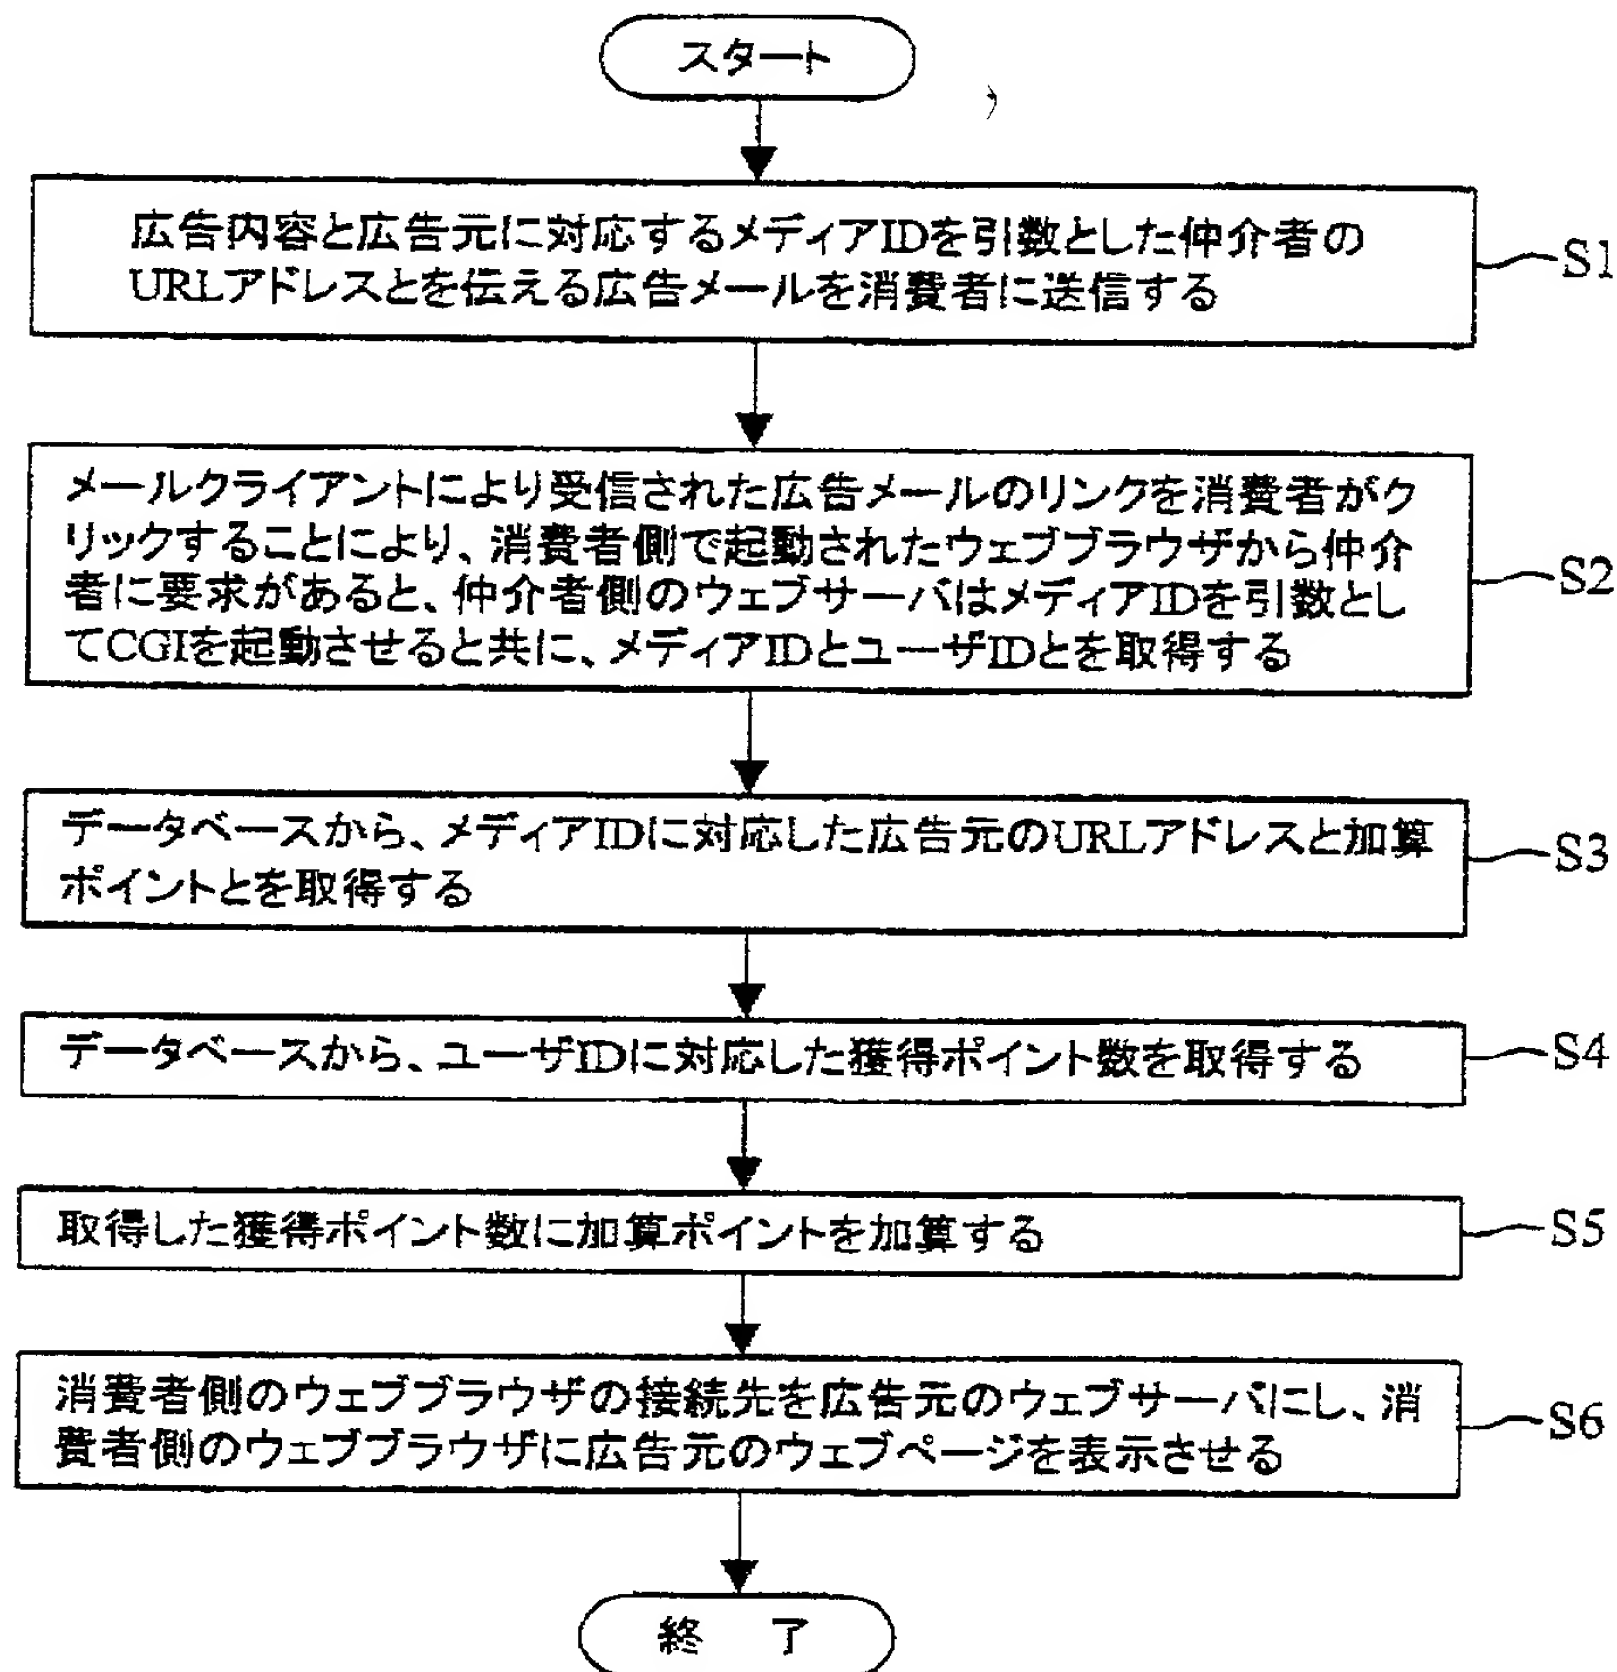 スタート
広告内容と広告元に対応するメディアIDを引数とした仲介者の
URLアドレスとを伝える広告メールを消費者に送信する
S1
メールクライアントにより受信された広告メールのリンクを消費者がク
リックすることにより、消費者側で起動されたウェブブラウザから仲介
者に要求があると、仲介者側のウェブサーバはメディアIDを引数とし
てCGIを起動させると共に、メディアIDとユーザIDとを取得する
S2
データベースから、メディアIDに対応した広告元のURLアドレスと加算
ポイントとを取得する
S3
データベースから、ユーザIDに対応した獲得ポイント数を取得する
S4
取得した獲得ポイント数に加算ポイントを加算する
S5
消費者側のウェブブラウザの接続先を広告元のウェブサーバにし、消
費者側のウェブブラウザに広告元のウェブページを表示させる
S6
終 了